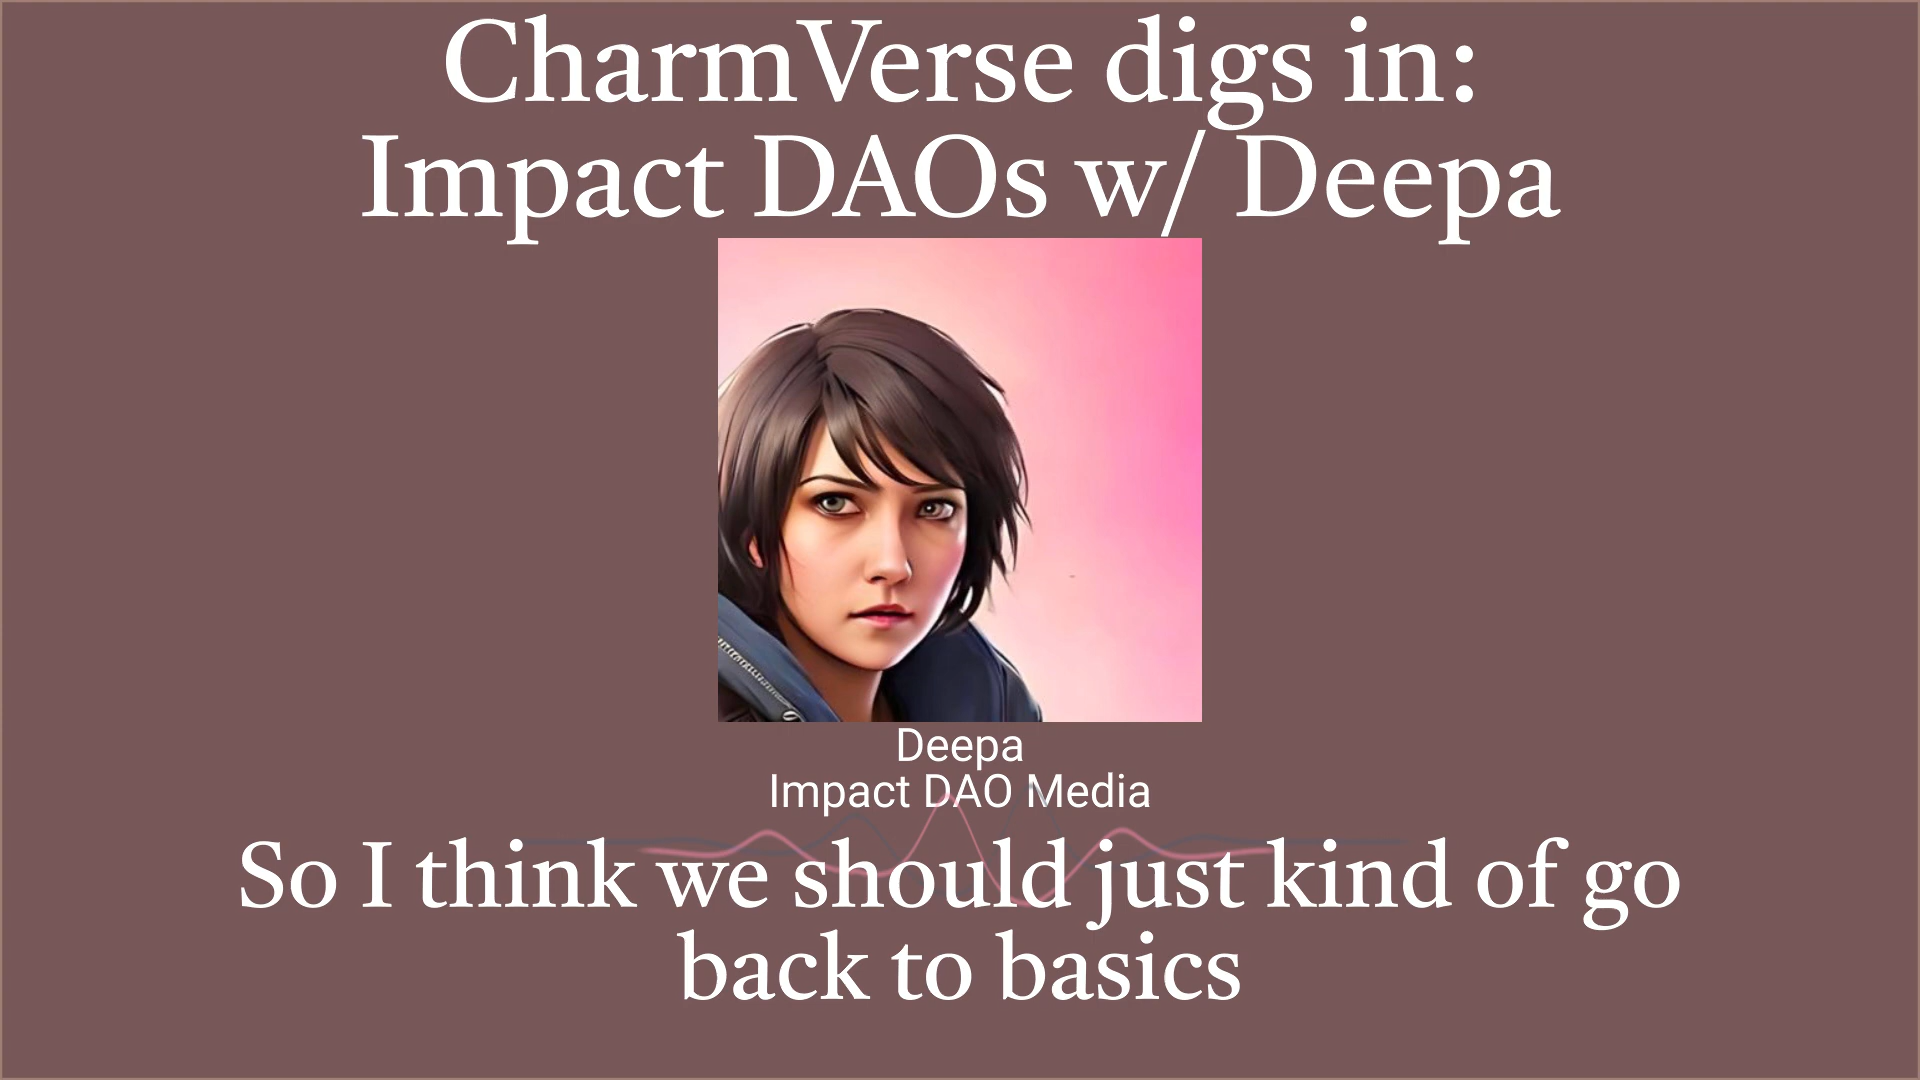 CharmVerse digs in:
Impact DAOs w/ Deepa
Deepa
Impact DAO Media
So I think we should just kind of go
back to basics